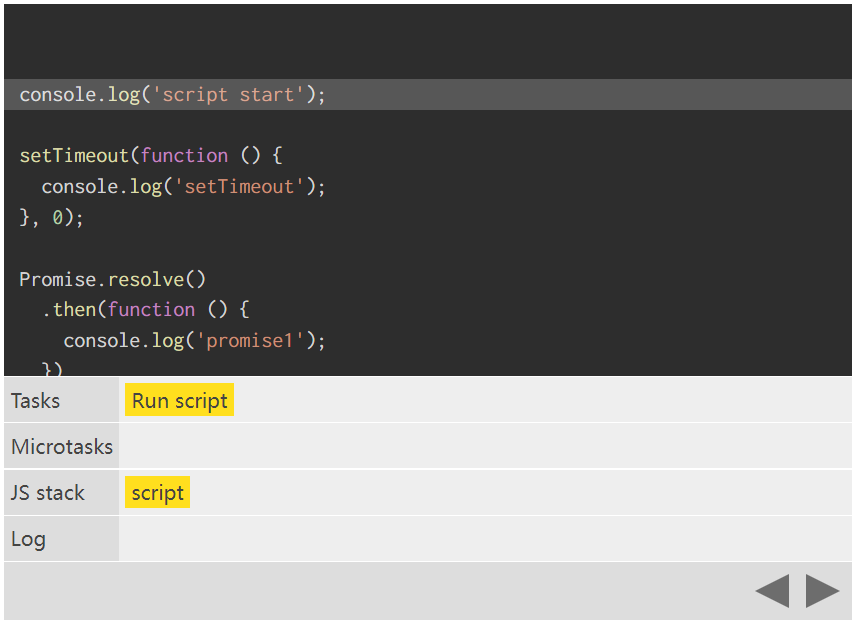 console.log('script start');
setTimeout(function () {
  console.log('setTimeout');
}, 0);
Promise.resolve()
  .then(function () {
    console.log('promise1');
  })
Tasks Run script
Microtasks
JS stack script
Log